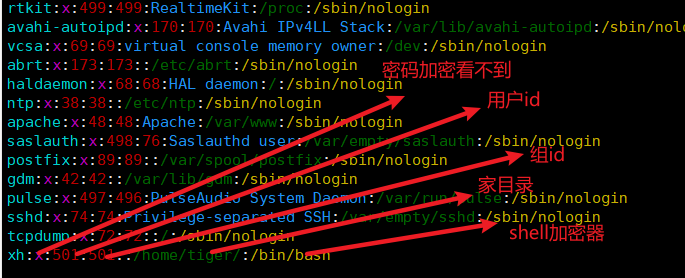 rtkit:x:499:499:RealtimeKit:/proc:/sbin/nologin
avahi-autoipd:x:170:170:Avahi IPv4LL Stack:/var/lib/avahi-autoipd:/sbin/nologin
vcsa:x:69:69:virtual console memory owner:/dev:/sbin/nologin
abrt:x:173:173::/etc/abrt:/sbin/nologin
密码加密看不到
haldaemon:x:68:68:HAL daemon:/:/sbin/nologin
ntp:x:38:38::/etc/ntp:/sbin/nologin
用户id
apache:x:48:48:Apache:/var/www:/sbin/nologin
saslauth:x:498:76:Saslauthd user:/var/empty/saslauth:/sbin/nologin
组id
postfix:x:89:89::/var/spool/postfix:/sbin/nologin
gdm:x:42:42::/var/lib/gdm:/sbin/nologin
家目录
pulse:x:497:496:PulseAudio System Daemon:/var/run/pulse:/sbin/nologin
sshd:x:74:74:Privilege-separated SSH:/var/empty/sshd:/sbin/nologin
shell加密器
tcpdump:x:72:72::/:/sbin/nologin
xh:x:501:501::/home/tiger/:/bin/bash